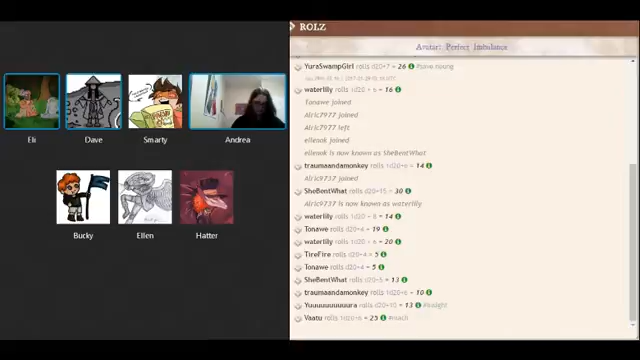 ROLZ
Avatar: Perfect Imbalance
YuraSwampGirl rolls d20+7 = 26
waterlily rolls d20 + 6 = 16
Tonawe joined
Alric7977 joined
Alric7977 left
ellenok joined
ellenok is now known as SheBentWhat
traumaandamonkey rolls 1d20+6 = 14
Alric9737 joined
SheBentWhat rolls d20+15 = 30
Alric9737 is now known as waterlily
waterlily rolls 1d20 + 8 = 14
Tonawe rolls d20+4 = 19
waterlily rolls 1d20 + 6 = 20
TireFire rolls d20+4 = 5
Tonawe rolls d20+4 = 5
SheBentWhat rolls d20+5 = 13
traumaandamonkey rolls 1d20+6 = 10
Yuuuuuuuuuura rolls d20+10 = 13 #insight
Vaatu rolls 1d20+6 = 25 #mach
Eli
Dave
Smarty
Andrea
Bucky
Ellen
Hatter